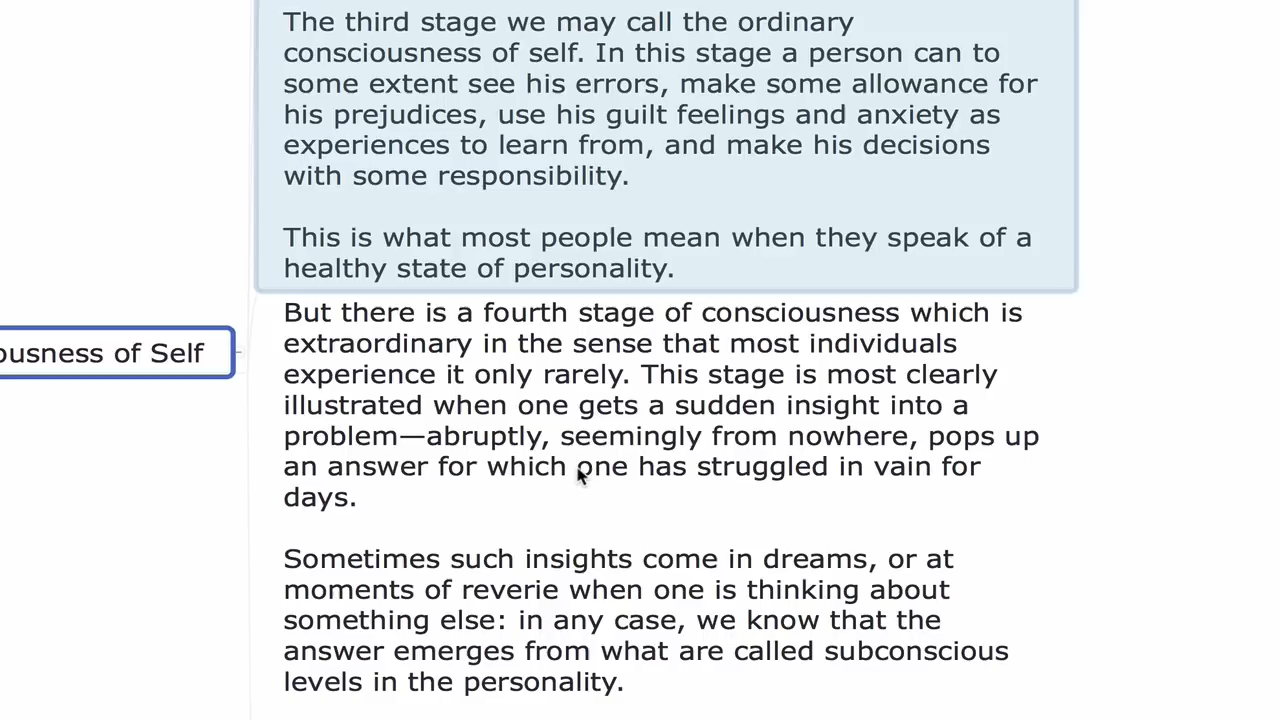 The third stage we may call the ordinary
consciousness of self. In this stage a person can to
some extent see his errors, make some allowance for
his prejudices, use his guilt feelings and anxiety as
experiences to learn from, and make his decisions
with some responsibility.
This is what most people mean when they speak of a
healthy state of personality.
But there is a fourth stage of consciousness which is
extraordinary in the sense that most individuals
ousness of Self
experience it only rarely. This stage is most clearly
illustrated when one gets a sudden insight into a
problem—abruptly, seemingly from nowhere, pops up
an answer for which one has struggled in vain for
days.
Sometimes such insights come in dreams, or at
moments of reverie when one is thinking about
something else: in any case, we know that the
answer emerges from what are called subconscious
levels in the personality.